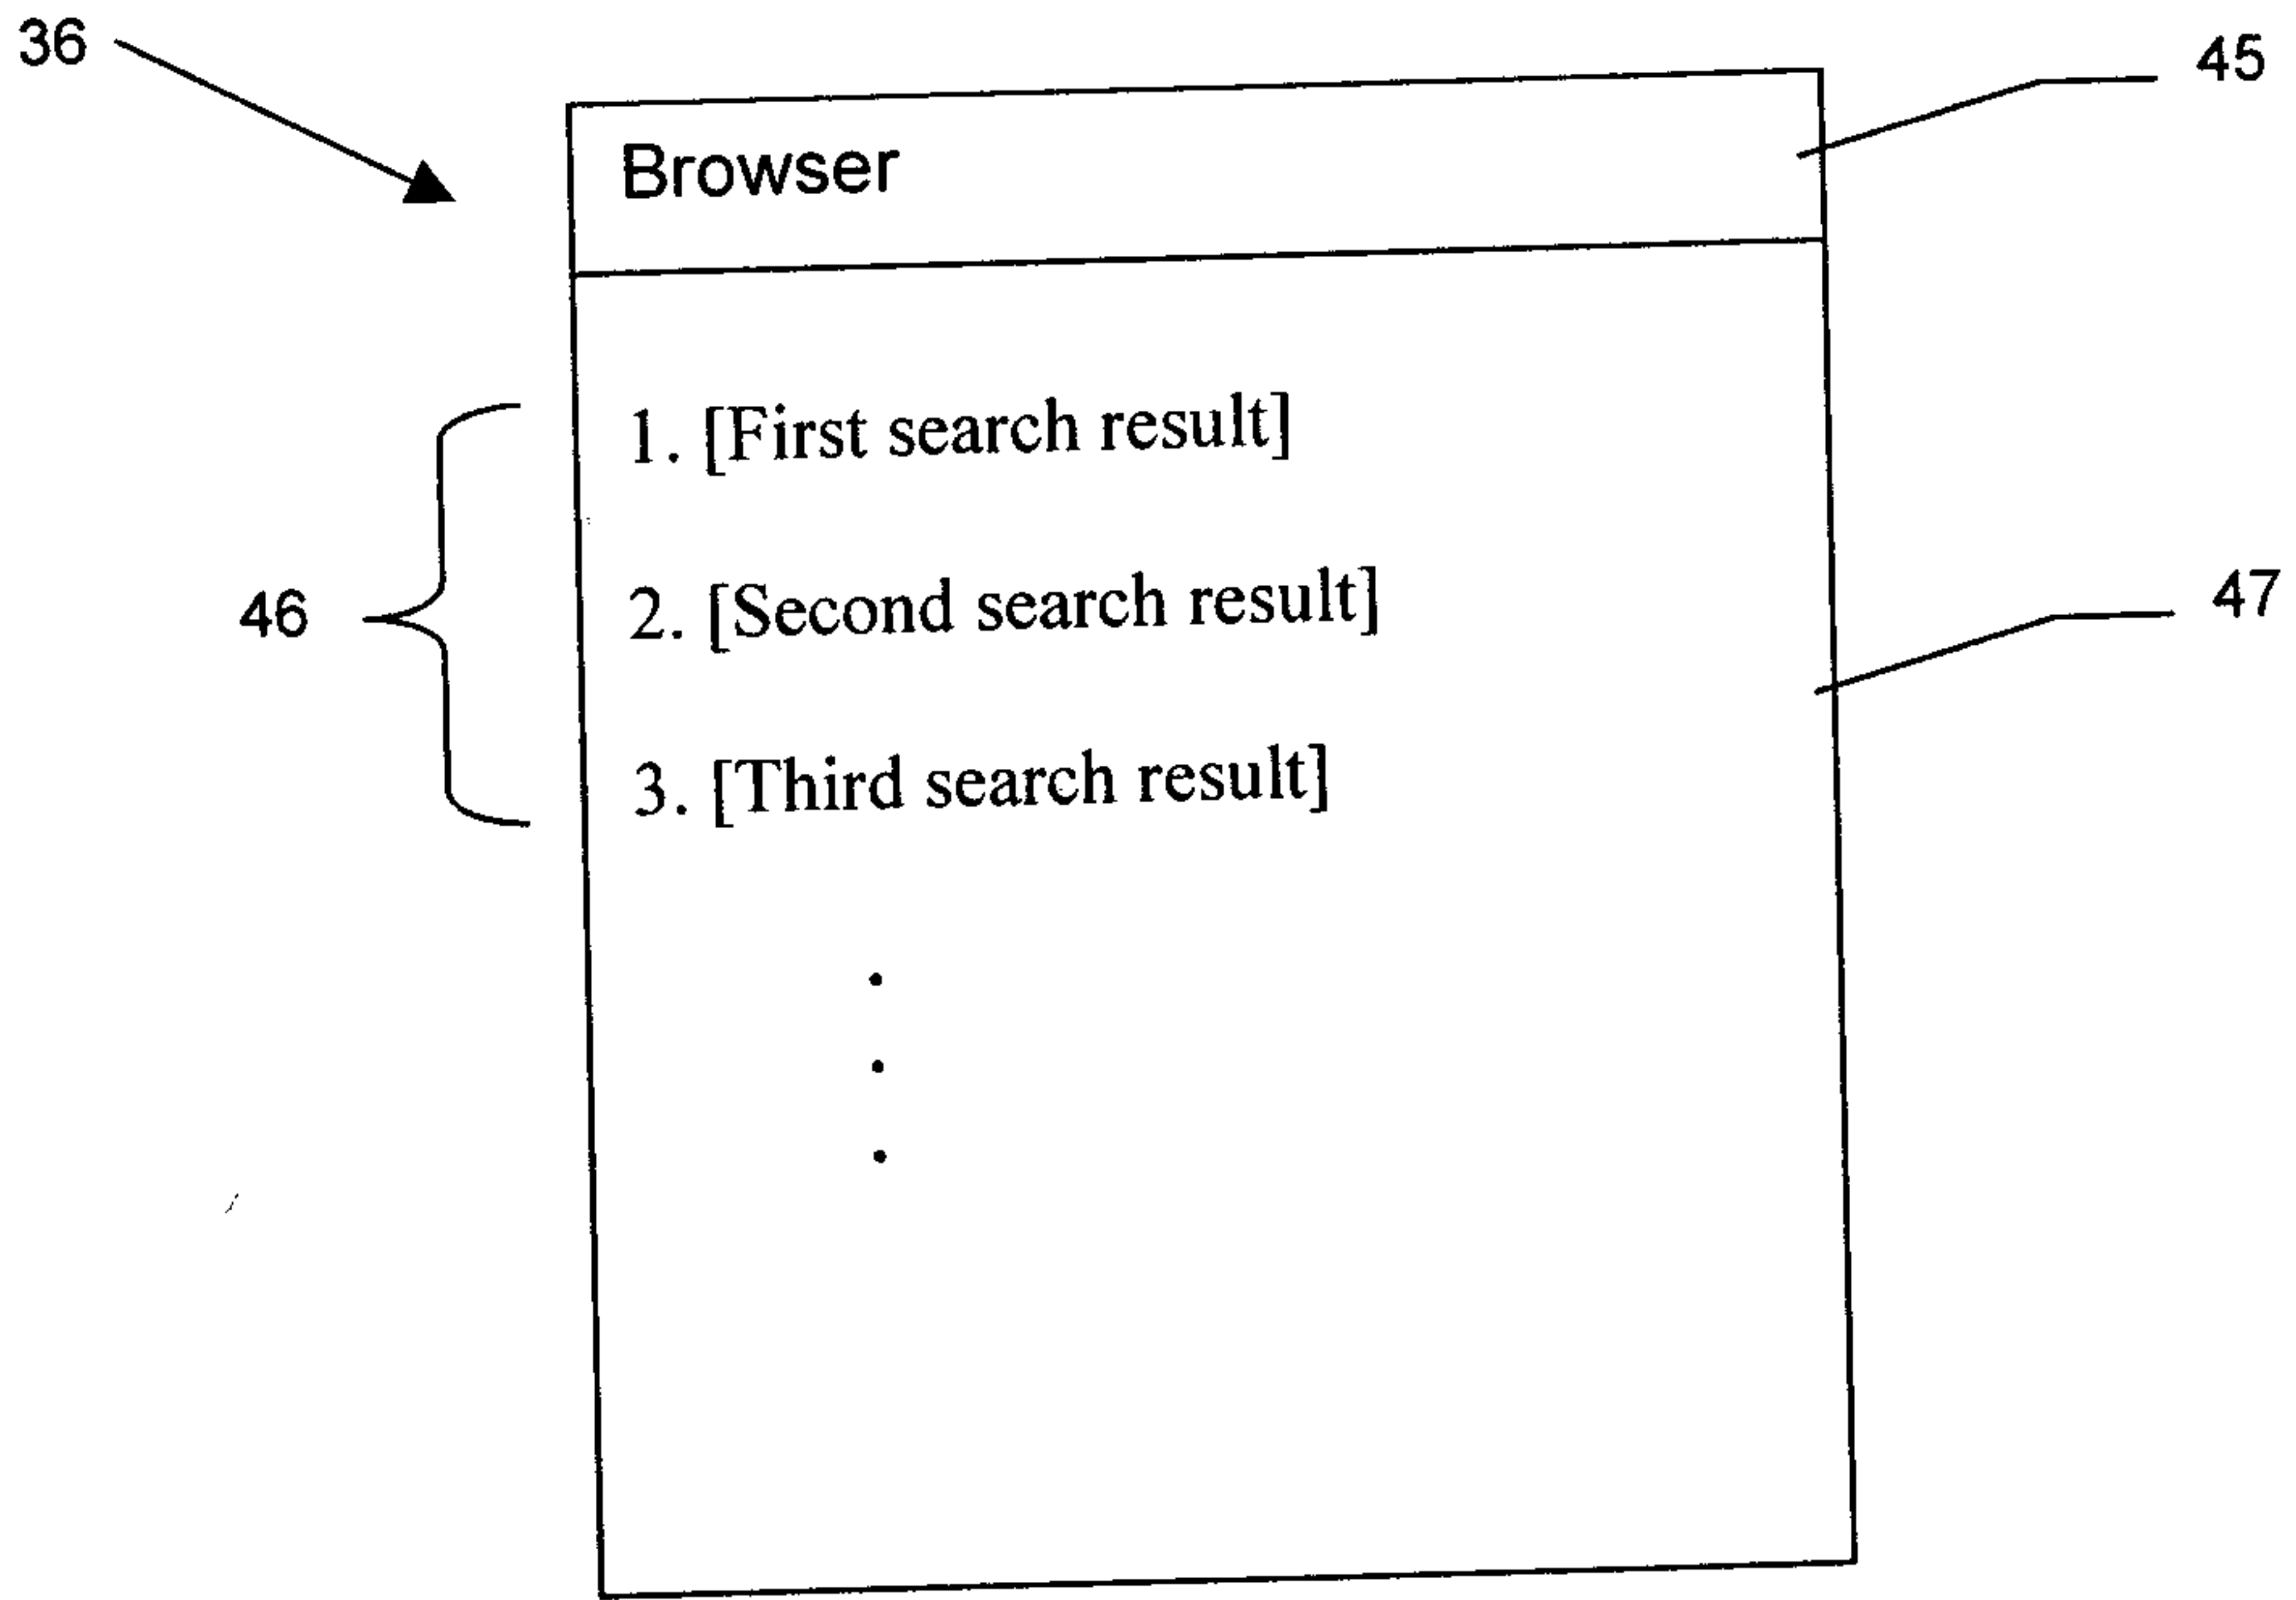 36
45
Browser
1. [First search result]
46
2. [Second search result]
47
3. [Third search result]